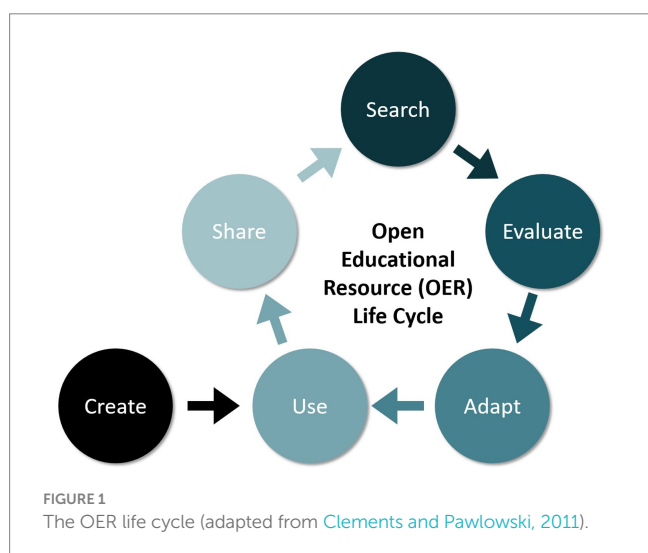 Search
Share
Evaluate
Open
Educational
Resource (OER)
Life Cycle
Create
Use
Adapt
FIGURE 1
The OER life cycle (adapted from Clements and Pawlowski, 2011).